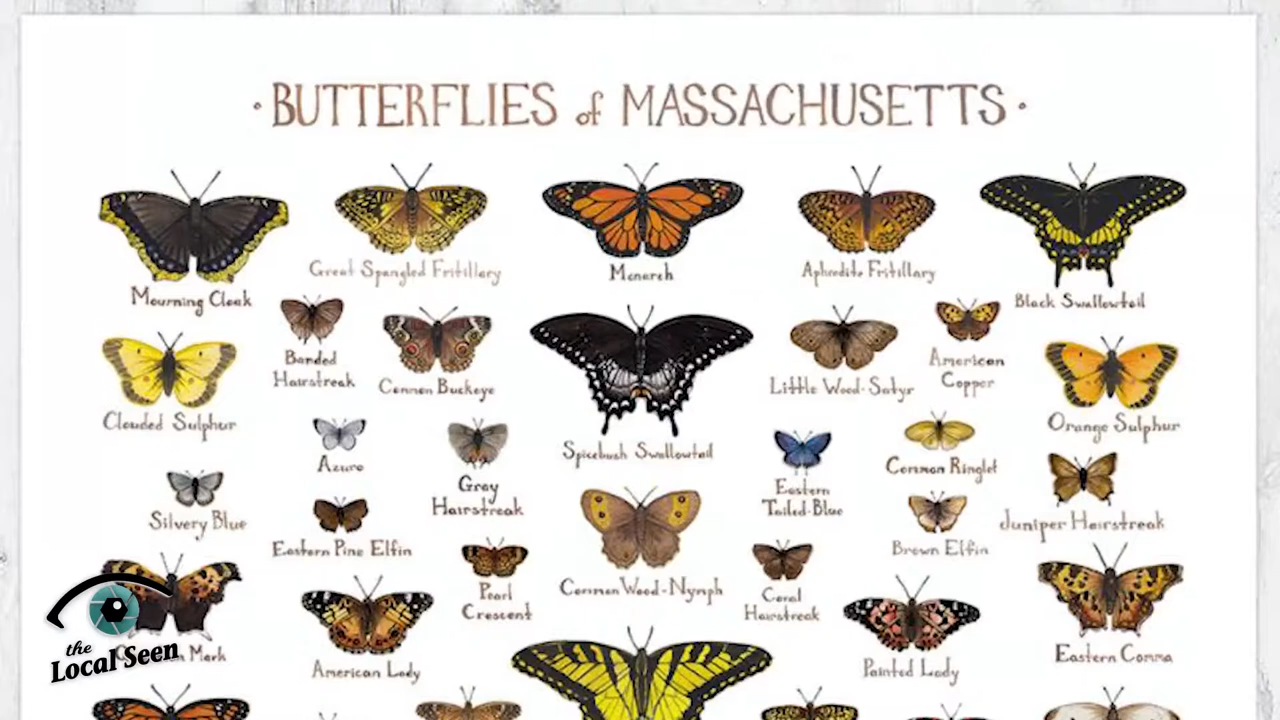 · BUTTERFLIES of MASSACHUSETTS ·
Great Spangled Fritillary
Monarch
Aphrodite Fritillary
Mourning Cloak
Black Swallowtail
Banded
Hairstreak
Common Buckeye
Little Wood-Satyr
American
Copper
Clouded Sulphur
Orange Sulphur
Spicebush Swallowtail
Azure
Common Ringlet
Gray
Hairstreak
Eastern
Tailed-Blue
Silvery Blue
Juniper Hairstreak
Eastern Pine Elfin
Brown Elfin
Pearl
Crescent
Common Wood-Nymph
Coral
Hairstreak
Mark
American Lady
Painted Lady
Eastern Comma
the
Local Seen